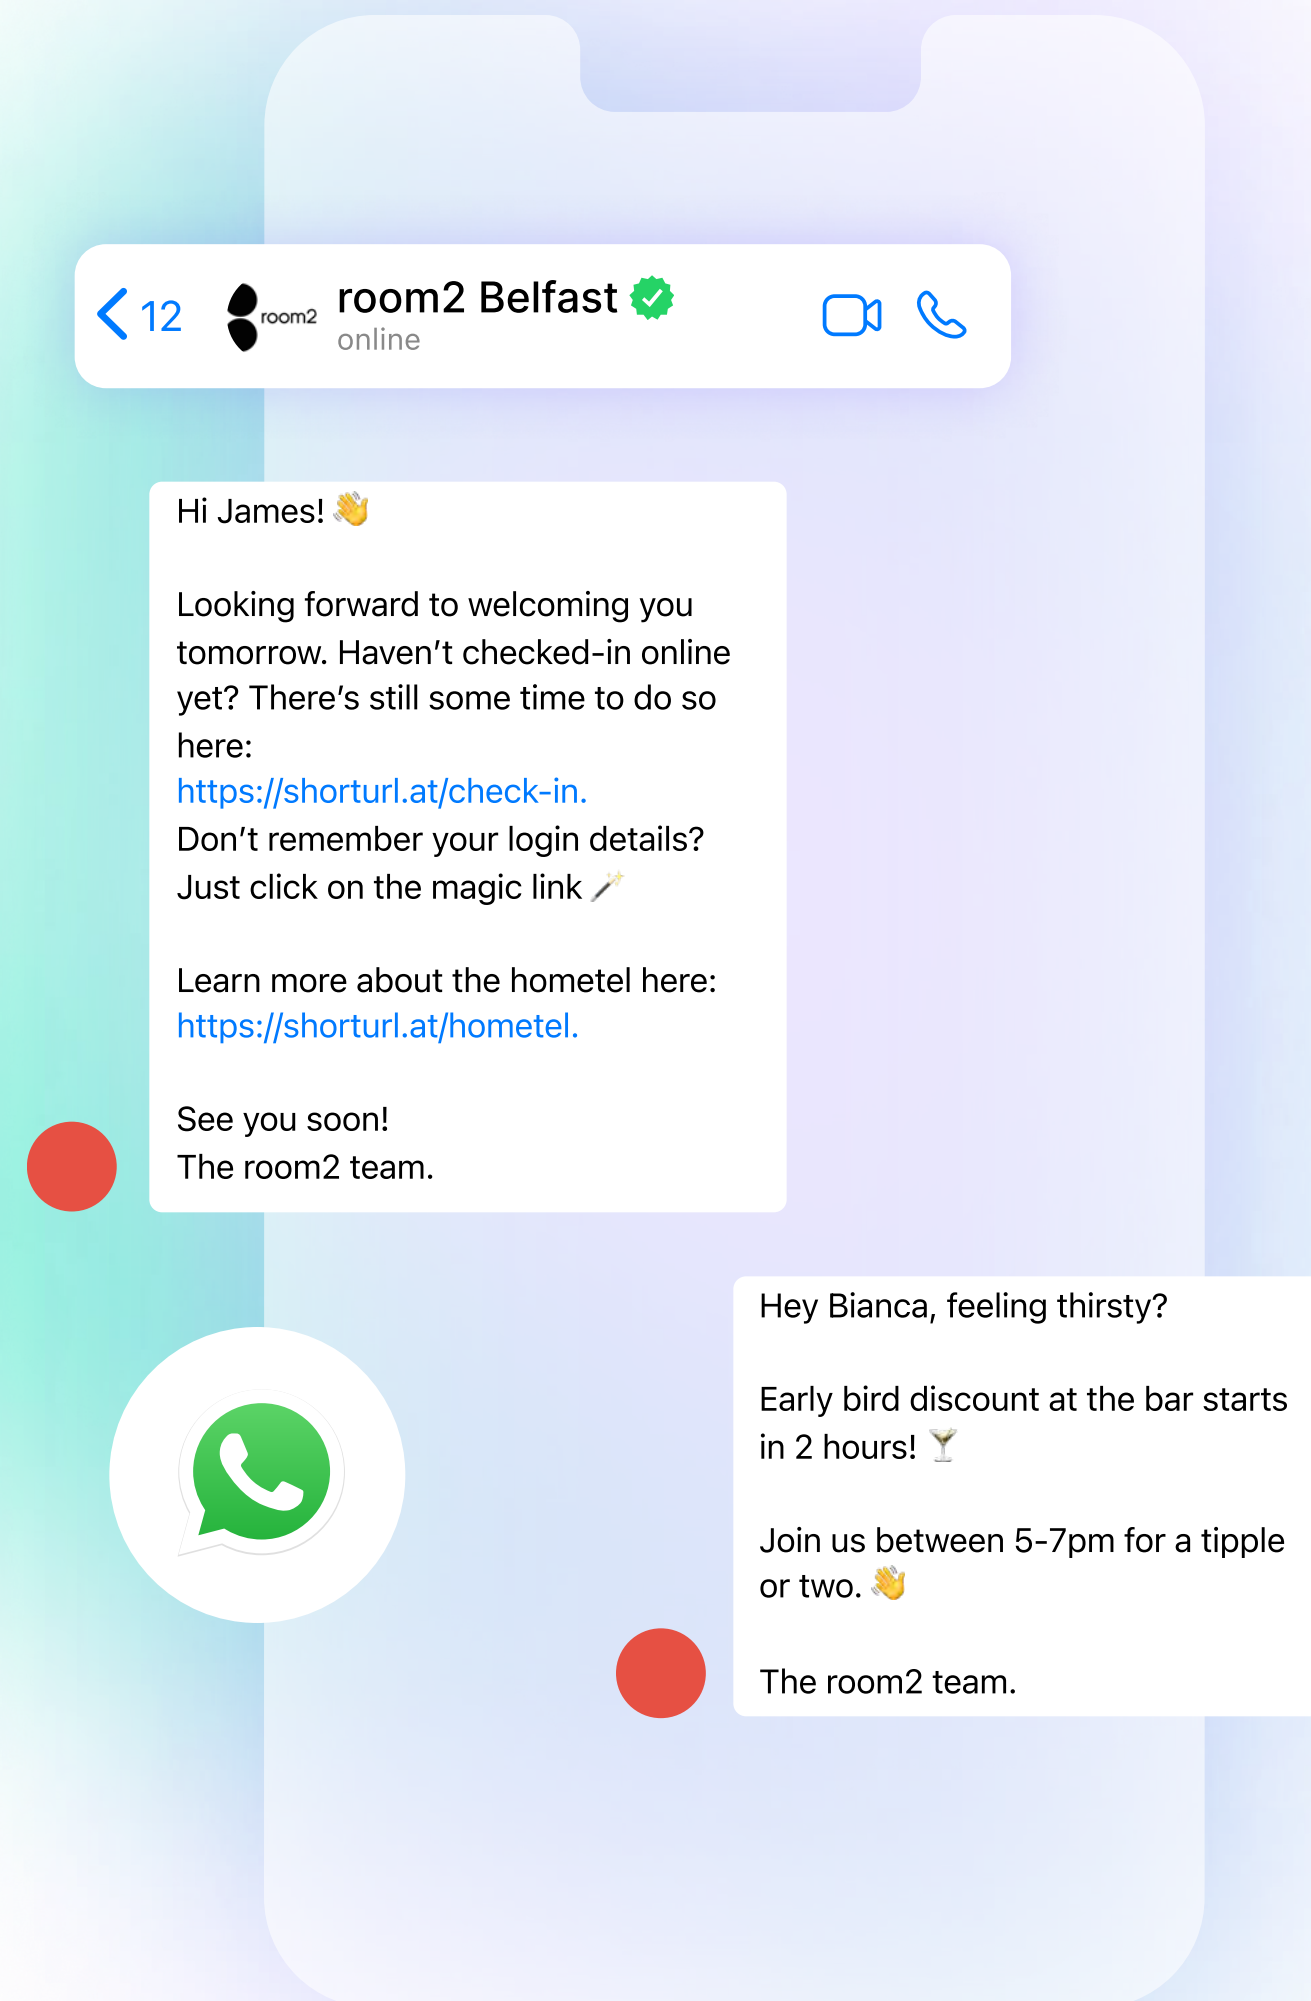 12
room2
room2 Belfast
online
Hi James! 👋
Looking forward to welcoming you
tomorrow. Haven’t checked-in online
yet? There’s still some time to do so
here:
https://shorturl.at/check-in.
Don’t remember your login details?
Just click on the magic link
Learn more about the hometel here:
https://shorturl.at/hometel.
See you soon!
The room2 team.
Hey Bianca, feeling thirsty?
Early bird discount at the bar starts
in 2 hours! 🍸
Join us between 5-7pm for a tipple
or two. 👋
The room2 team.